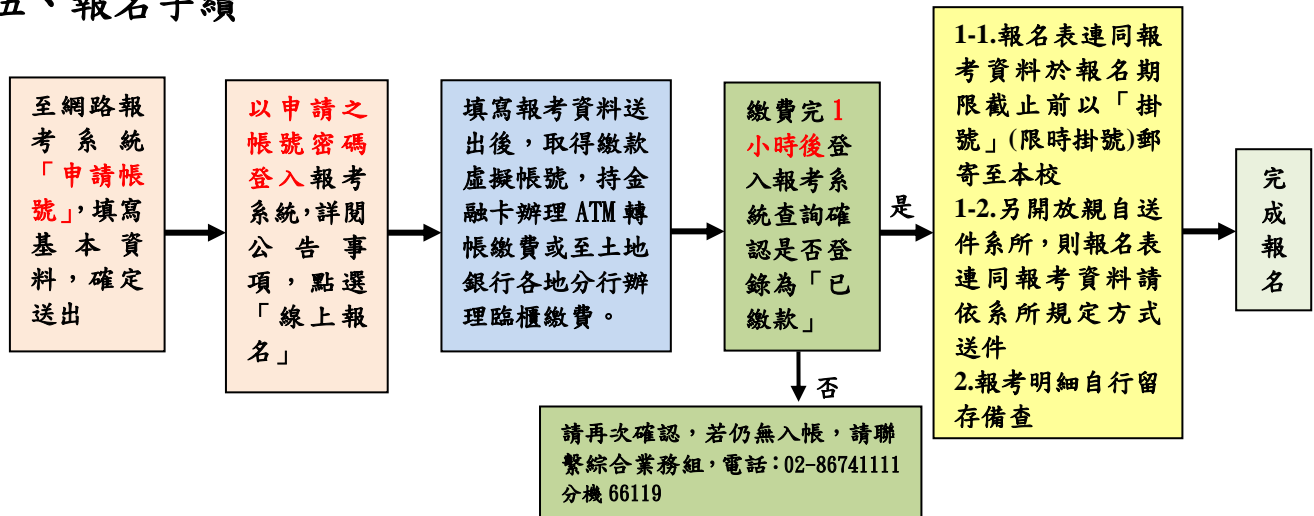 五、報名手續
至網路報
考系統
「申請帳
號」，填寫
基本資
料，確定
送出
以申請之
帳號密碼
登入報考
系統，詳閱
公告事
項，點選
「線上報
名」
填寫報考資料送
出後，取得繳款
虛擬帳號，持金
融卡辦理 ATM 轉
帳繳費或至土地
銀行各地分行辦
理臨櫃繳費。
繳費完 1
小時後登
入報考系
統查詢確
認是否登
錄為「已
繳款」
是
否
請再次確認，若仍無入帳，請聯
繫綜合業務組，電話：02-86741111
分機 66119
1-1.報名表連同報
考資料於報名期
限截止前以「掛
號」(限時掛號)郵
寄至本校
1-2.另開放親自送
件系所，則報名表
連同報考資料請
依系所規定方式
送件
2.報考明細自行留
存備查
完
成
報
名